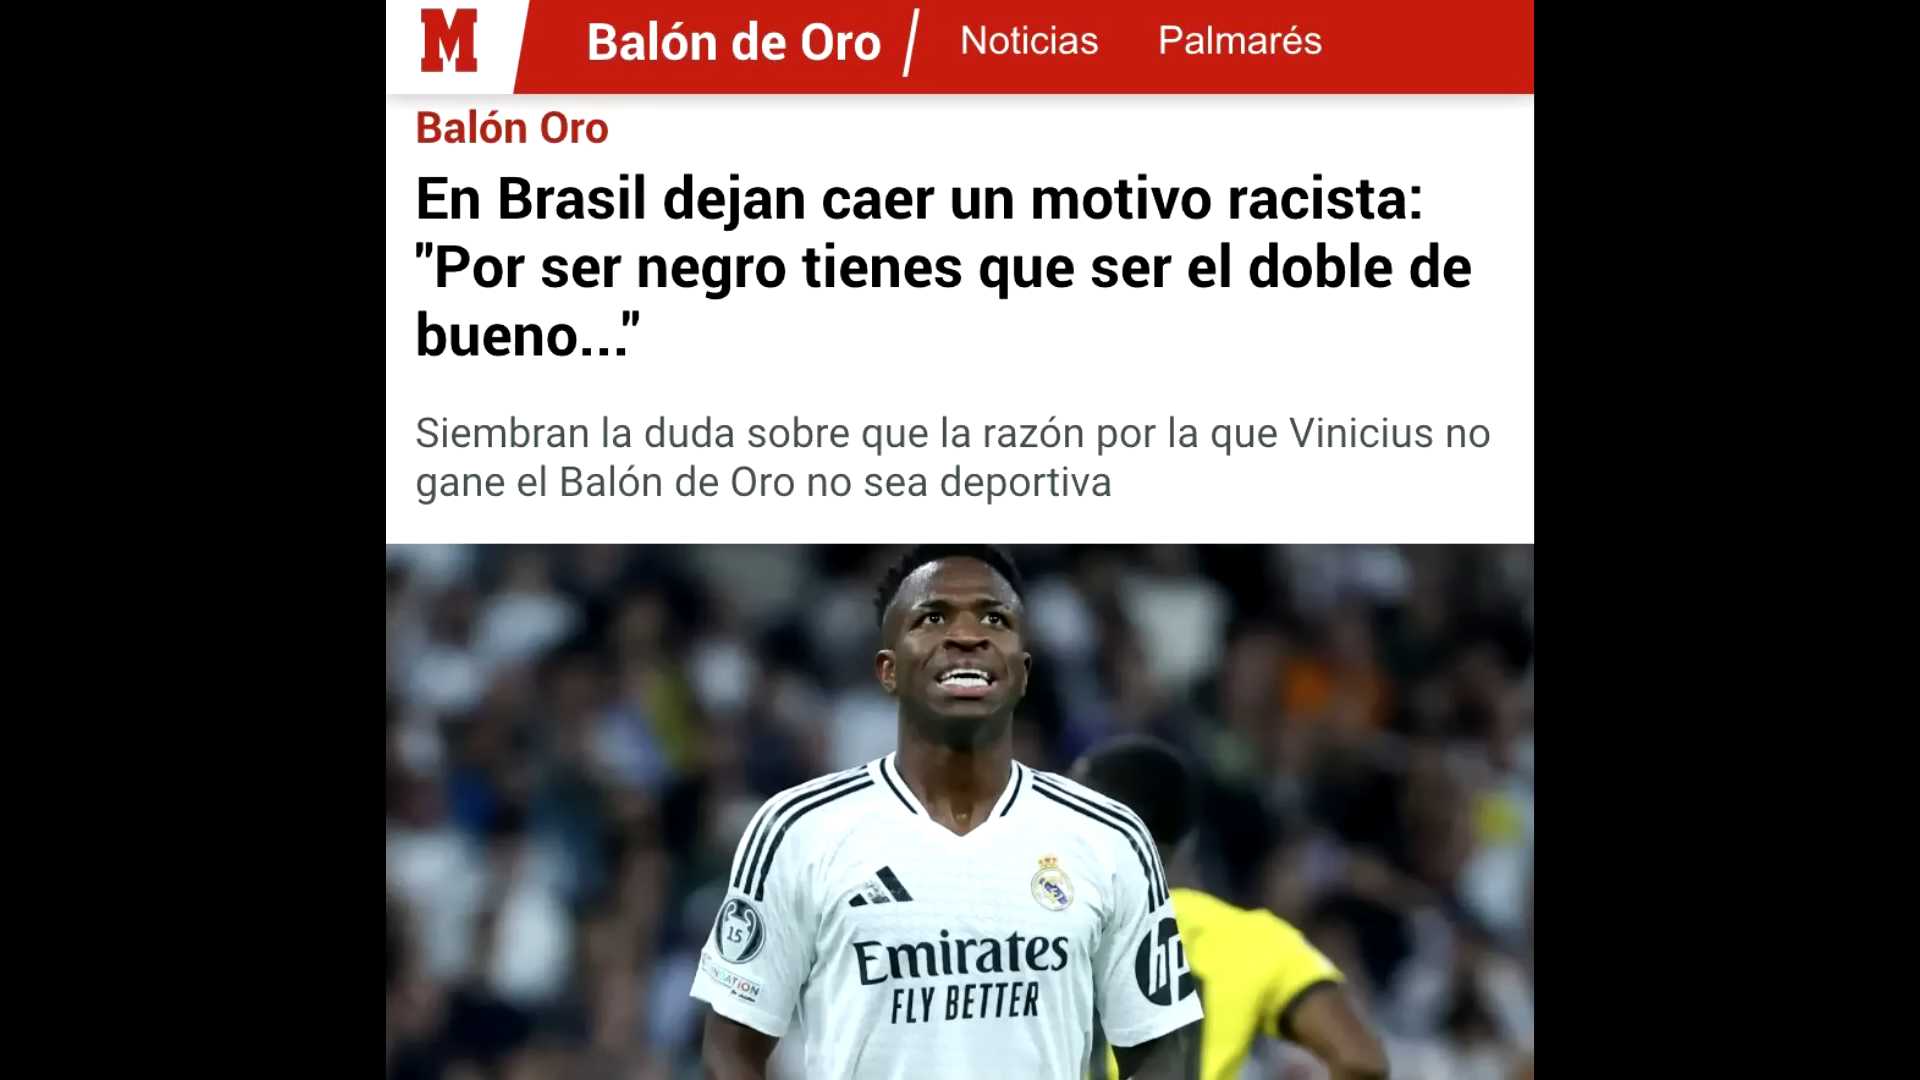 M
Balón de Oro / Noticias Palmarés
Balón Oro
En Brasil dejan caer un motivo racista:
"Por ser negro tienes que ser el doble de
bueno..."
Siembran la duda sobre que la razón por la que Vinicius no
gane el Balón de Oro no sea deportiva
15
Emirates
FLY BETTER